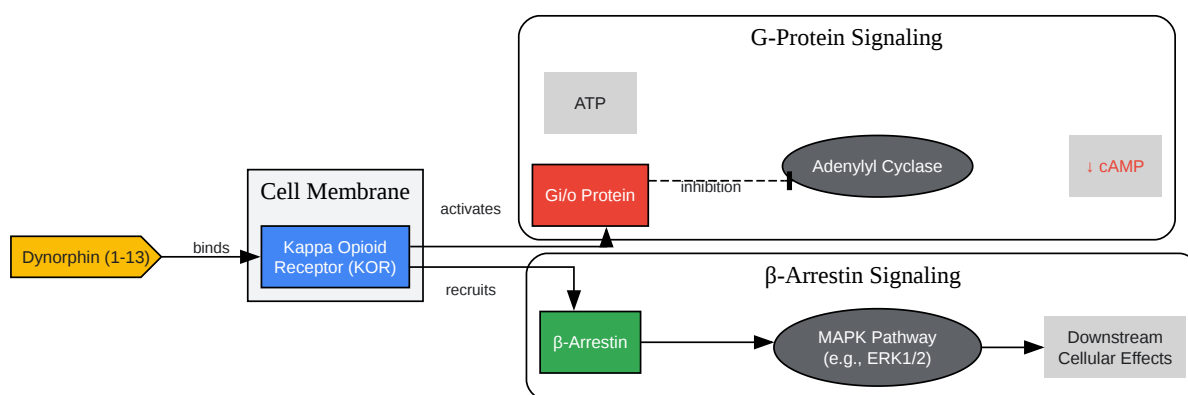 G-Protein Signaling
ATP
Adenylyl Cyclase
↓ cAMP
Gi/o Protein
inhibition
Cell Membrane
activates
Kappa Opioid
Receptor (KOR)
binds
Dynorphin (1-13)
recruits
β-Arrestin Signaling
β-Arrestin
MAPK Pathway
(e.g., ERK1/2)
Downstream
Cellular Effects